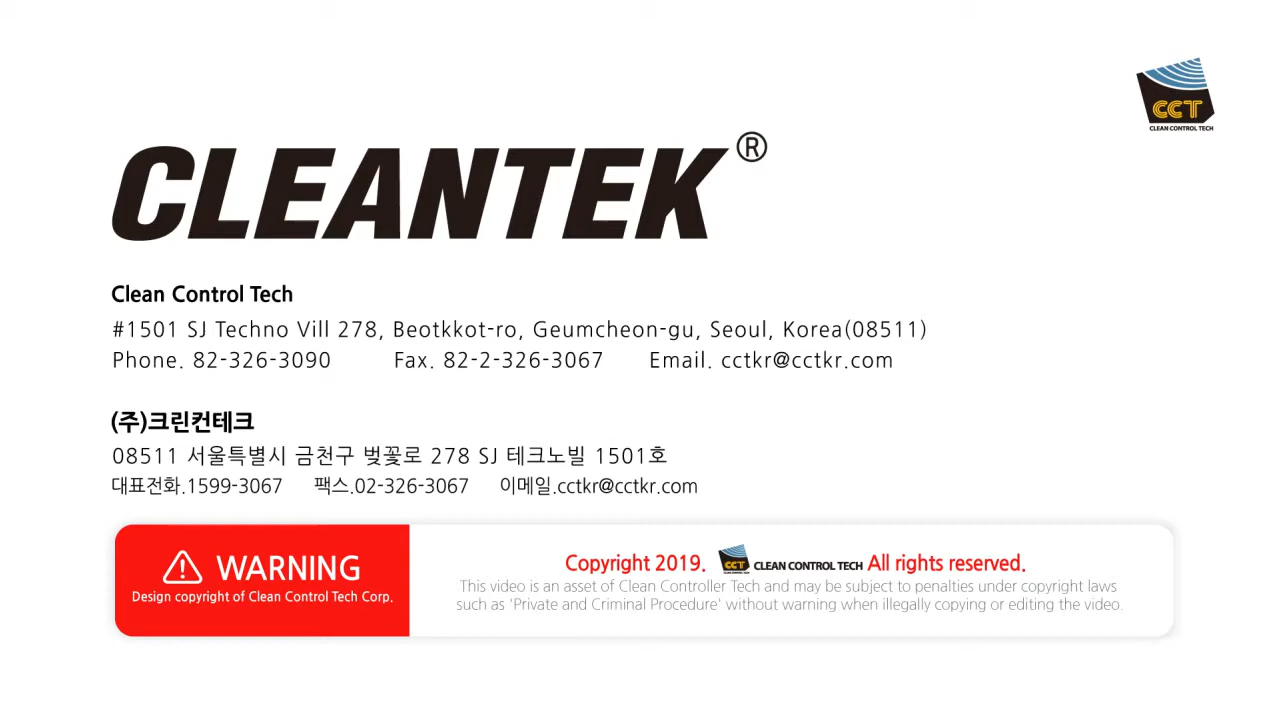 CCT
CLEAN CONTROL TECH
CLEANTEK®
Clean Control Tech
#1501 SJ Techno Vill 278, Beotkkot-ro, Geumcheon-gu, Seoul, Korea(08511)
Phone. 82-326-3090 Fax. 82-2-326-3067 Email. cctkr@cctkr.com
(주)크린컨테크
08511 서울특별시 금천구 벚꽃로 278 SJ 테크노빌 1501호
대표전화.1599-3067 팩스.02-326-3067 이메일.cctkr@cctkr.com
WARNING
Design copyright of Clean Control Tech Corp.
Copyright 2019. CCT CLEAN CONTROL TECH All rights reserved.
This video is an asset of Clean Controller Tech and may be subject to penalties under copyright laws
such as 'Private and Criminal Procedure' without warning when illegally copying or editing the video.